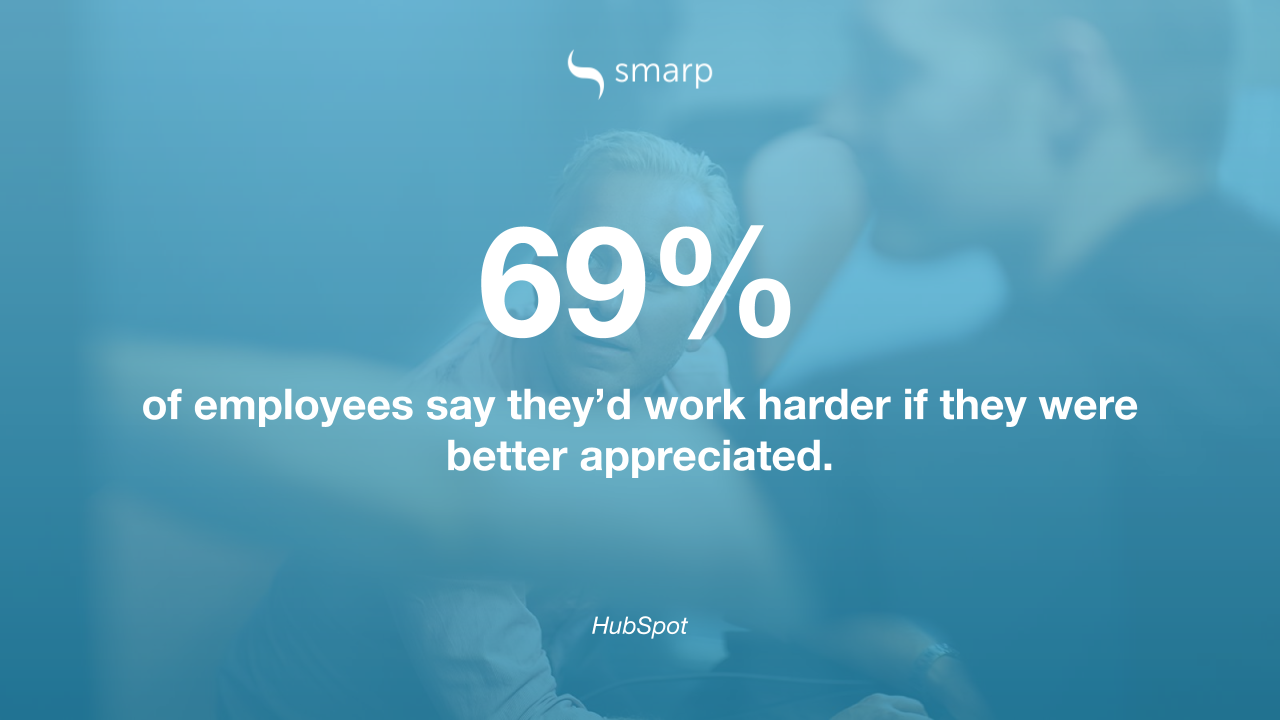 smarp
69%
of employees say they’d work harder if they were
better appreciated.
HubSpot